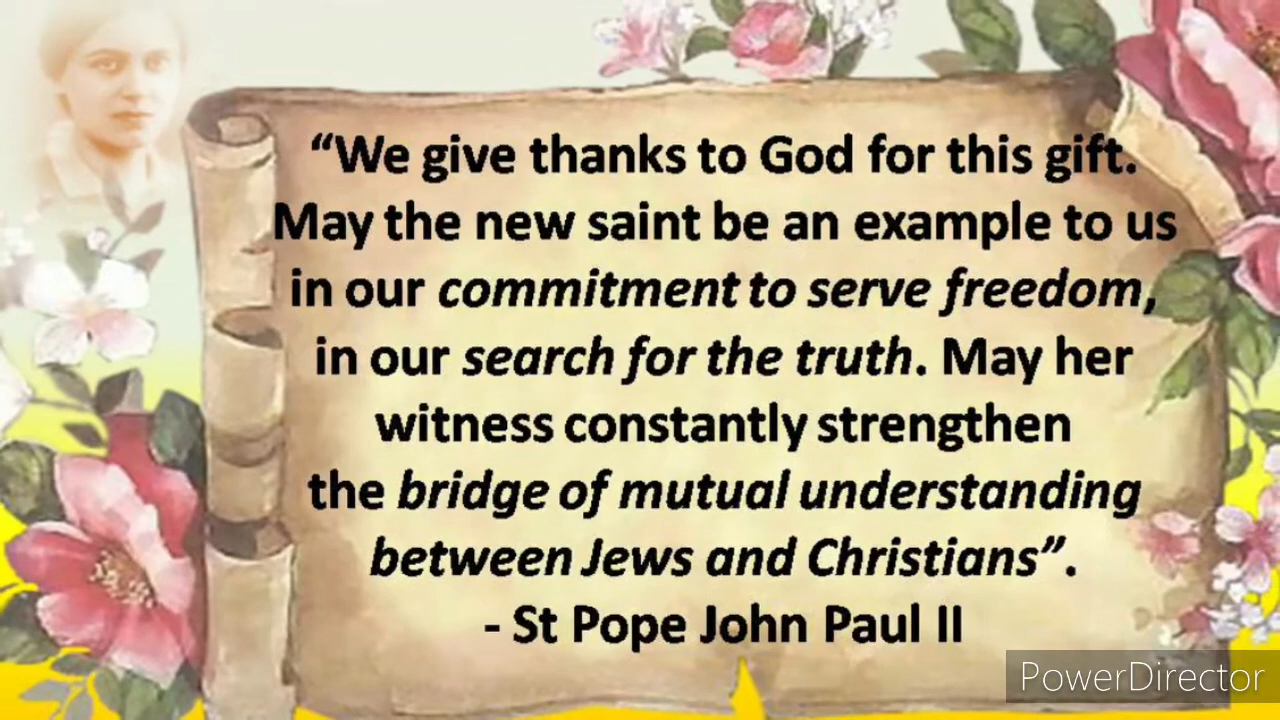 “We give thanks to God for this gift.
May the new saint be an example to us
in our commitment to serve freedom,
in our search for the truth. May her
witness constantly strengthen
the bridge of mutual understanding
between Jews and Christians”.
- St Pope John Paul II
PowerDirector